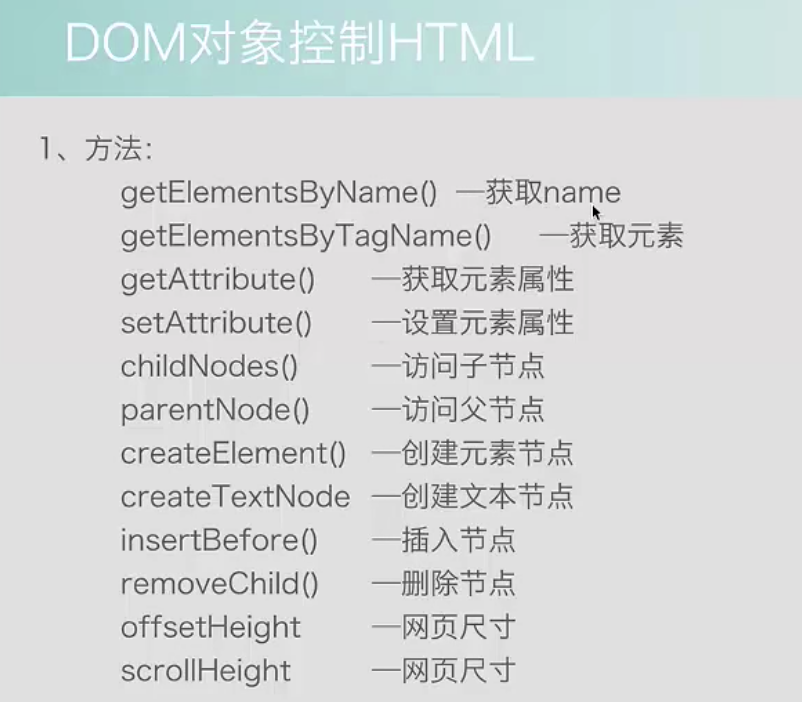 DOM对象控制HTML
1、方法:
getElementsByName() —获取name
getElementsByTagName() —获取元素
getAttribute() —获取元素属性
setAttribute() —设置元素属性
childNodes() —访问子节点
parentNode() —访问父节点
createElement() —创建元素节点
createTextNode —创建文本节点
insertBefore() —插入节点
removeChild() —删除节点
offsetHeight —网页尺寸
scrollHeight —网页尺寸